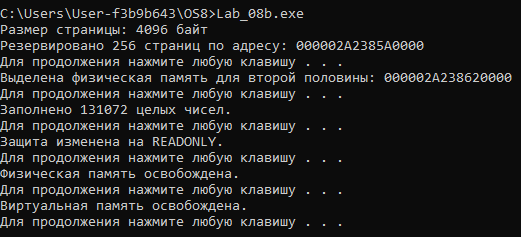 C:\Users\User-f3b9b643\OS8>Lab_08b.exe
Размер страницы: 4096 байт
Резервировано 256 страниц по адресу: 000002A2385A0000
Для продолжения нажмите любую клавишу . . .
Выделена физическая память для второй половины: 000002A238620000
Для продолжения нажмите любую клавишу . . .
Заполнено 131072 целых чисел.
Для продолжения нажмите любую клавишу . . .
Защита изменена на READONLY.
Для продолжения нажмите любую клавишу . . .
Физическая память освобождена.
Для продолжения нажмите любую клавишу . . .
Виртуальная память освобождена.
Для продолжения нажмите любую клавишу . . .